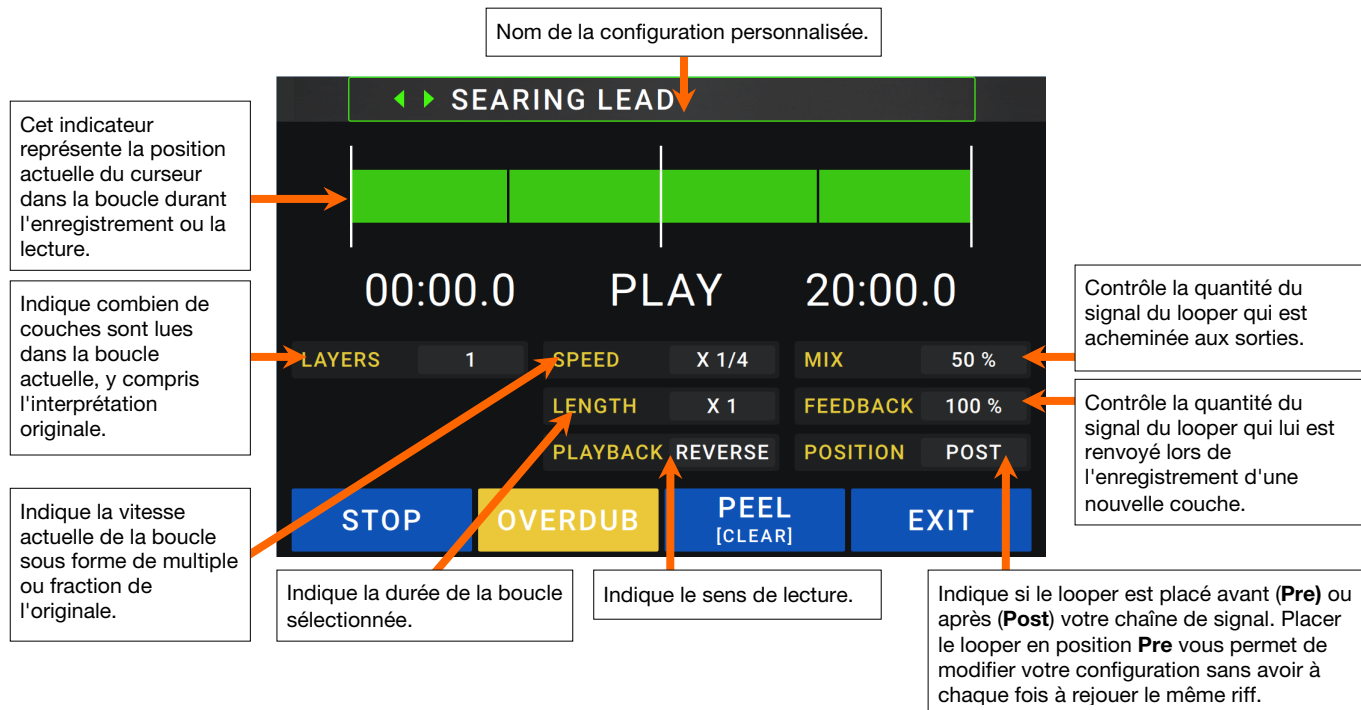 Nom de la configuration personnalisée.
SEARING LEAD
Cet indicateur
représente la position
actuelle du curseur
dans la boucle durant
l'enregistrement ou la
lecture.
00:00.0 PLAY 20:00.0
Indique combien de
couches sont lues
dans la boucle
actuelle, y compris
l'interprétation
originale.
LAYERS 1 SPEED X 1/4 MIX 50 %
LENGTH X 1 FEEDBACK 100 %
PLAYBACK REVERSE POSITION POST
Contrôle la quantité du
signal du looper qui est
acheminée aux sorties.
Contrôle la quantité du
signal du looper qui lui est
renvoyé lors de
l'enregistrement d'une
nouvelle couche.
Indique la vitesse
actuelle de la boucle
sous forme de multiple
ou fraction de
l'originale.
STOP OVERDUB PEEL EXIT
[CLEAR]
Indique la durée de la boucle
sélectionnée.
Indique le sens de lecture.
Indique si le looper est placé avant (Pre) ou
après (Post) votre chaîne de signal. Placer
le looper en position Pre vous permet de
modifier votre configuration sans avoir à
chaque fois à rejouer le même riff.